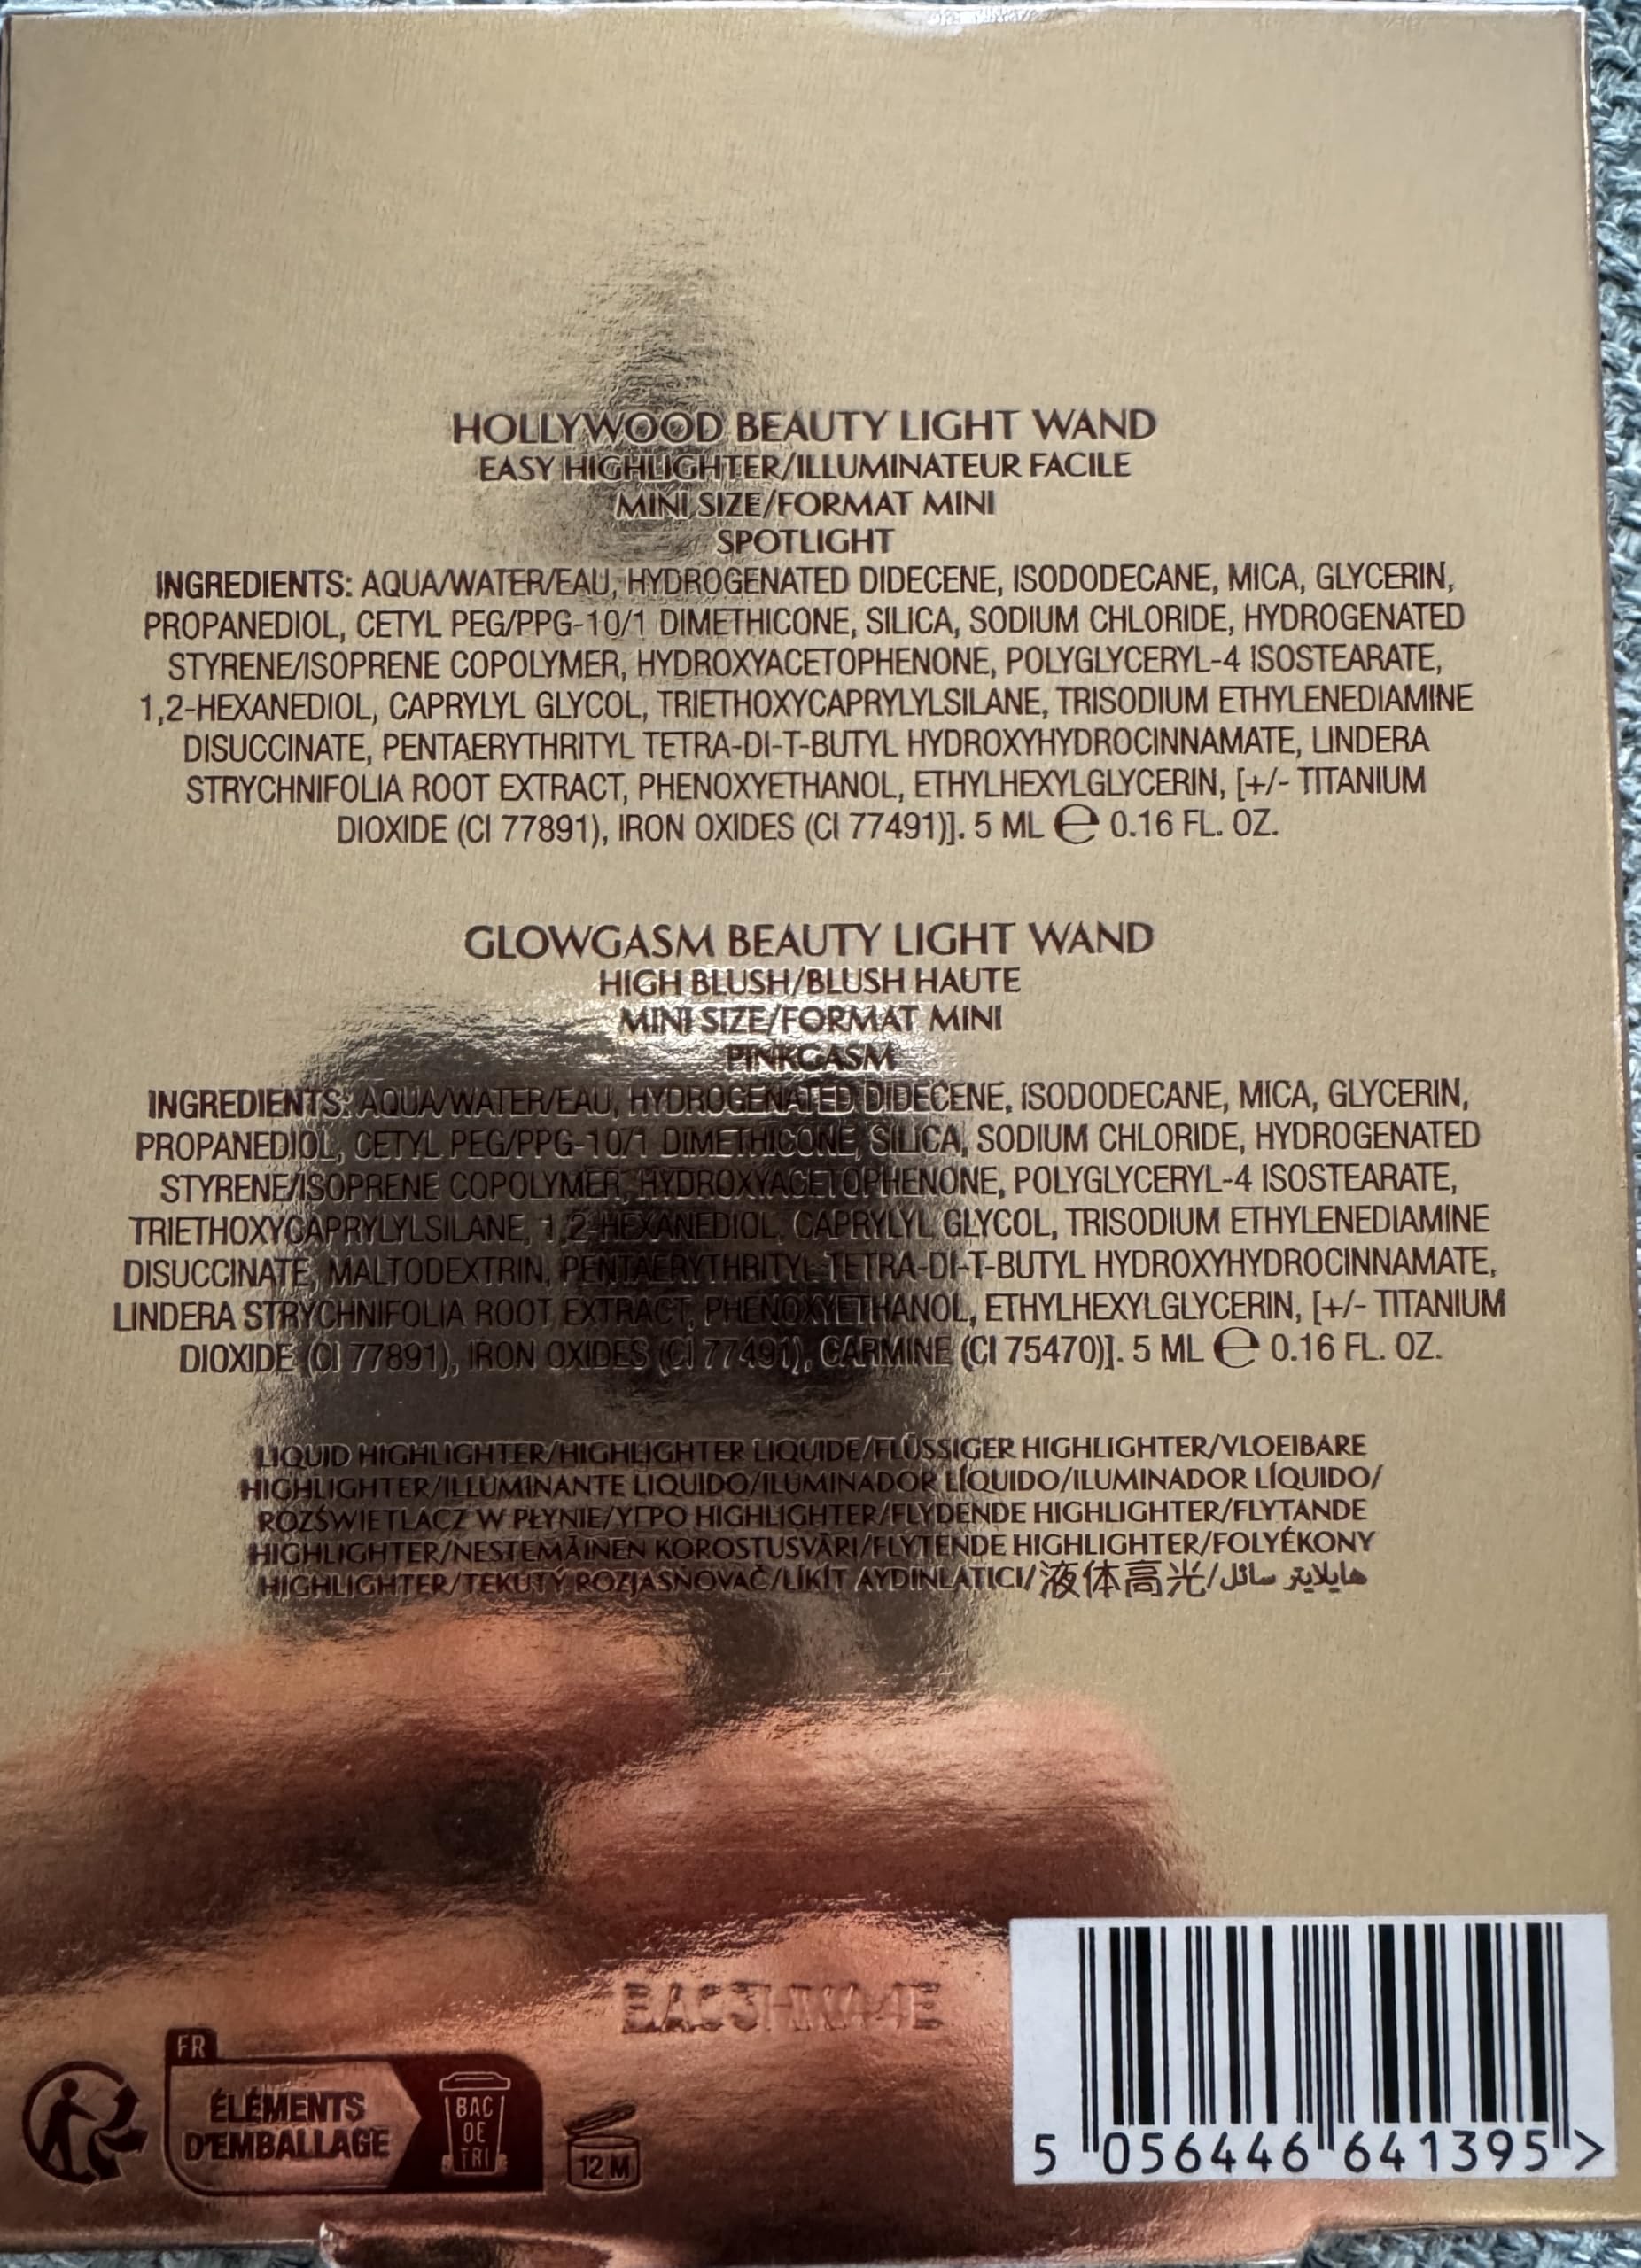 HOLLYWOOD BEAUTY LIGHT WAND
EASY HIGHLIGHTER/ILLUMINATEUR FACILE
MINI SIZE/FORMAT MINI
SPOTLIGHT
INGREDIENTS: AQUA/WATER/EAU, HYDROGENATED DIDECENE, ISODODECANE, MICA, GLYCERIN,
PROPANEDIOL, CETYL PEG/PPG-10/1 DIMETHICONE, SILICA, SODIUM CHLORIDE, HYDROGENATED
STYRENE/ISOPRENE COPOLYMER, HYDROXYACETOPHENONE, POLYGLYCERYL-4 ISOSTEARATE,
1,2-HEXANEDIOL, CAPRYLYL GLYCOL, TRIETHOXYCAPRYLYLSILANE, TRISODIUM ETHYLENEDIAMINE
DISUCCINATE, PENTAERYTHRITYL TETRA-DI-T-BUTYL HYDROXYHYDROCINNAMATE, LINDERA
STRYCHNIFOLIA ROOT EXTRACT, PHENOXYETHANOL, ETHYLHEXYLGLYCERIN, [+/- TITANIUM
DIOXIDE (CI 77891), IRON OXIDES (CI 77491)]. 5 ML ℮ 0.16 FL. OZ.
GLOWGASM BEAUTY LIGHT WAND
HIGH BLUSH/BLUSH HAUTE
MINI SIZE/FORMAT MINI
PINKGASM
INGREDIENTS: AQUA/WATER/EAU, HYDROGENATED DIDECENE, ISODODECANE, MICA, GLYCERIN,
PROPANEDIOL, CETYL PEG/PPG-10/1 DIMETHICONE, SILICA, SODIUM CHLORIDE, HYDROGENATED
STYRENE/ISOPRENE COPOLYMER, HYDROXYACETOPHENONE, POLYGLYCERYL-4 ISOSTEARATE,
TRIETHOXYCAPRYLYLSILANE, 1,2-HEXANEDIOL, CAPRYLYL GLYCOL, TRISODIUM ETHYLENEDIAMINE
DISUCCINATE, MALTODEXTRIN, PENTAERYTHRITYL TETRA-DI-T-BUTYL HYDROXYHYDROCINNAMATE,
LINDERA STRYCHNIFOLIA ROOT EXTRACT, PHENOXYETHANOL, ETHYLHEXYLGLYCERIN, [+/- TITANIUM
DIOXIDE (CI 77891), IRON OXIDES (CI 77491), CARMINE (CI 75470)]. 5 ML ℮ 0.16 FL. OZ.
LIQUID HIGHLIGHTER/HIGHLIGHTER LIQUIDE/FLÜSSIGER HIGHLIGHTER/VLOEIBARE
HIGHLIGHTER/ILLUMINANTE LIQUIDO/ILUMINADOR LÍQUIDO/ILUMINADOR LÍQUIDO/
ROZŚWIETLACZ W PŁYNIE/ΥΓΡΟ HIGHLIGHTER/FLYDENDE HIGHLIGHTER/FLYTANDE
HIGHLIGHTER/NESTEMÄINEN KOROSTUSVÄRI/FLYTENDE HIGHLIGHTER/FOLYÉKONY
HIGHLIGHTER/TEKUTÝ ROZJASŇOVAČ/LİKİT AYDINLATICI/液体高光/هايلايتر سائل
FR
ÉLÉMENTS
D'EMBALLAGE
BAC
DE
TRI
12 M
5 056446 641395 >